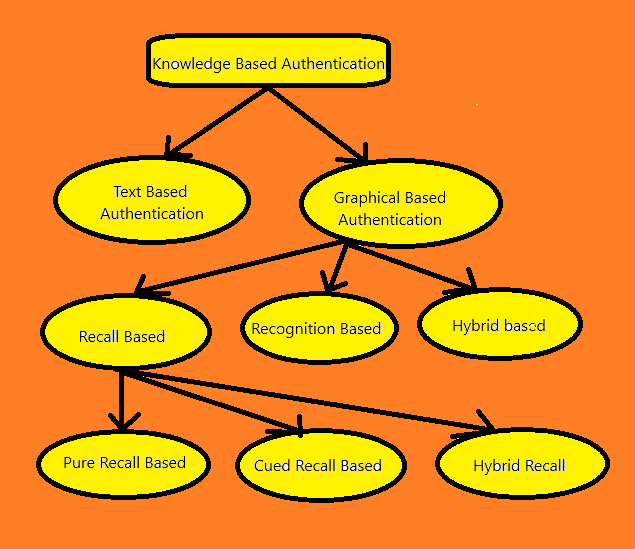 Knowledge Based Authentication
Text Based
Authentication
Graphical Based
Authentication
Recall Based
Recognition Based
Hybrid based
Pure Recall Based
Cued Recall Based
Hybrid Recall